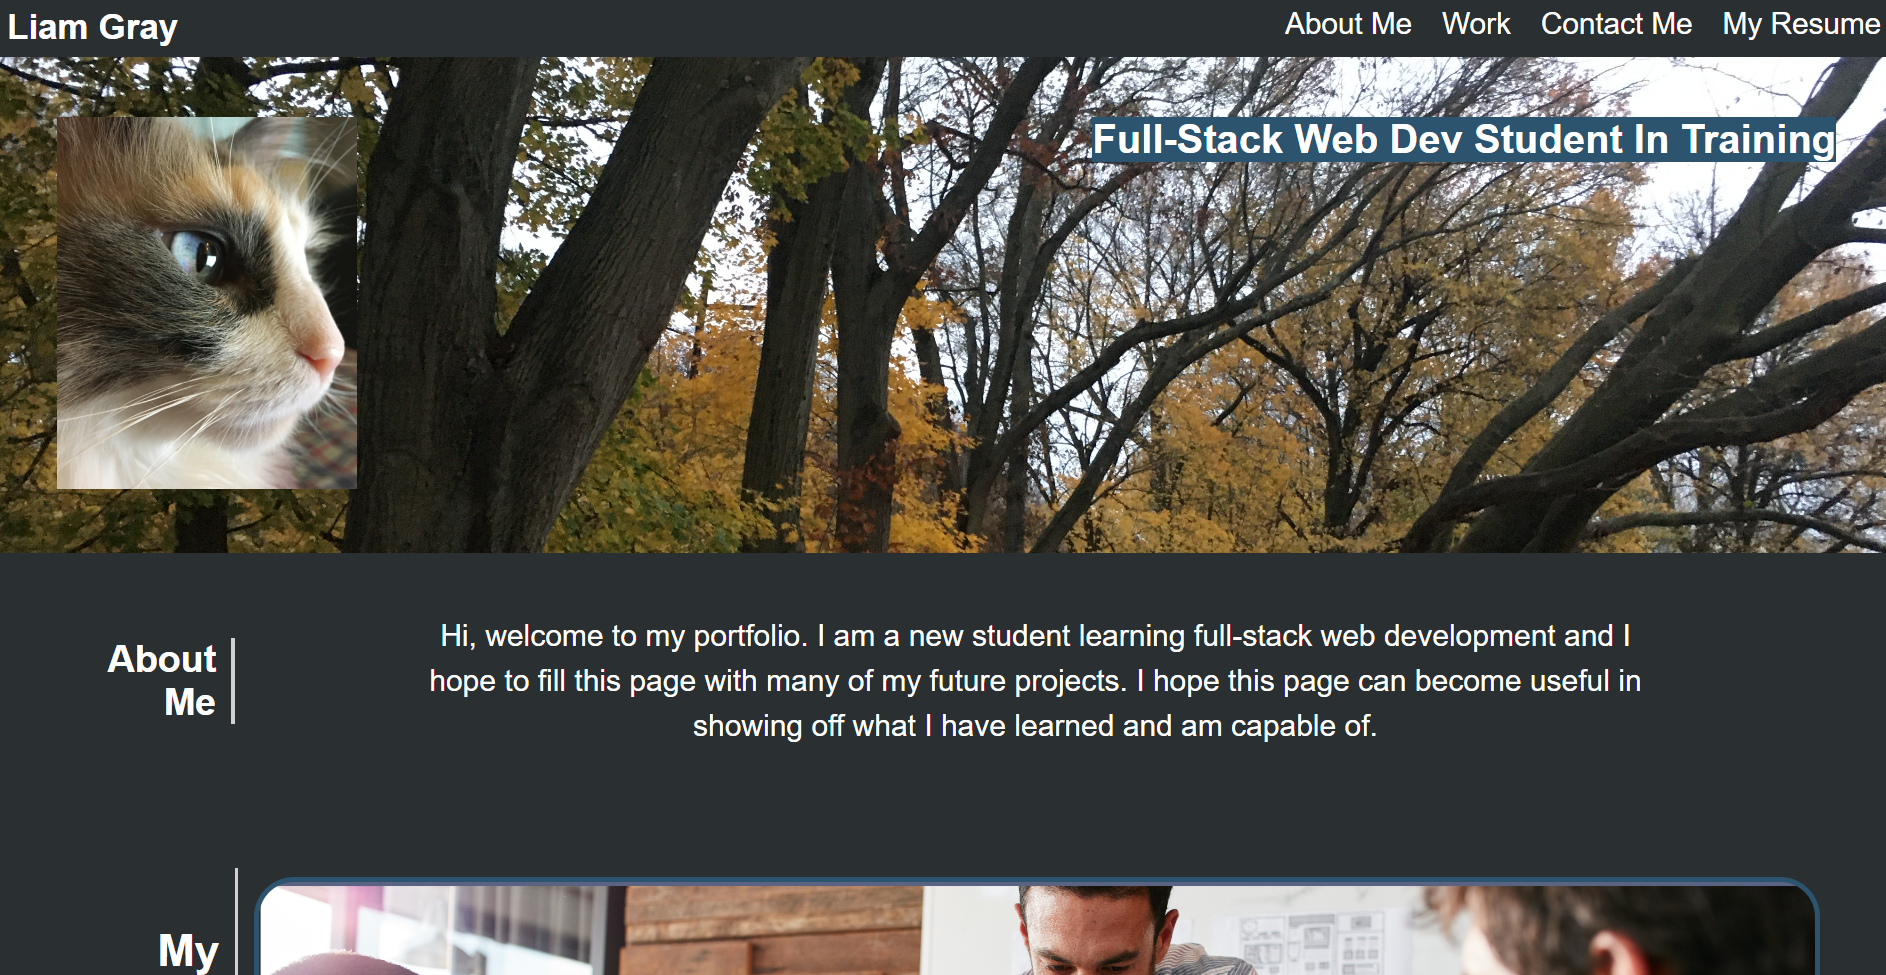 Liam Gray
About Me
Work
Contact Me
My Resume
Full-Stack Web Dev Student In Training
About
Me
Hi, welcome to my portfolio. I am a new student learning full-stack web development and I
hope to fill this page with many of my future projects. I hope this page can become useful in
showing off what I have learned and am capable of.
My